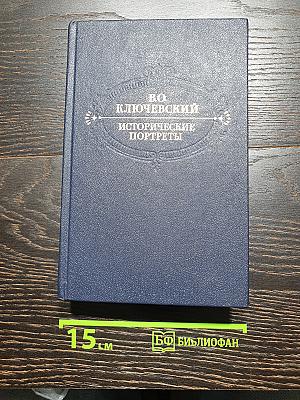 В.О.
КЛЮЧЕВСКИЙ
ИСТОРИЧЕСКИЕ
ПОРТРЕТЫ
15 см
БФ БИБЛИОФАН